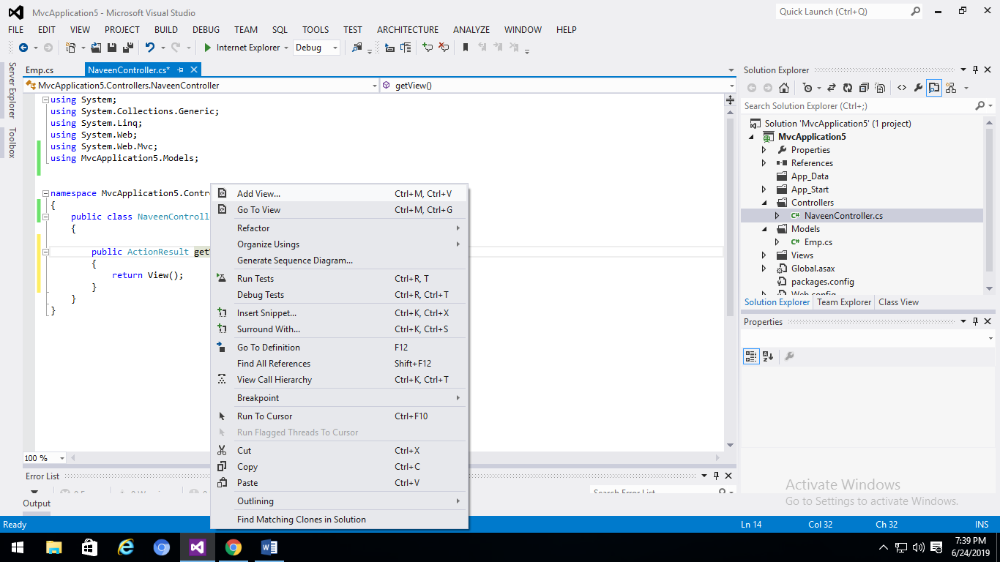 MvcApplication5 - Microsoft Visual Studio
Quick Launch (Ctrl+Q)
FILE EDIT VIEW PROJECT BUILD DEBUG TEAM SQL TOOLS TEST ARCHITECTURE ANALYZE WINDOW HELP
Internet Explorer Debug
Server Explorer
Toolbox
Emp.cs NaveenController.cs*
MvcApplication5.Controllers.NaveenController getView()
using System;
using System.Collections.Generic;
using System.Linq;
using System.Web;
using System.Web.Mvc;
using MvcApplication5.Models;
namespace MvcApplication5.Contr
{
public class NaveenControll
{
public ActionResult get
{
return View();
}
}
}
Add View... Ctrl+M, Ctrl+V
Go To View Ctrl+M, Ctrl+G
Refactor
Organize Usings
Generate Sequence Diagram...
Run Tests Ctrl+R, T
Debug Tests Ctrl+R, Ctrl+T
Insert Snippet... Ctrl+K, Ctrl+X
Surround With... Ctrl+K, Ctrl+S
Go To Definition F12
Find All References Shift+F12
View Call Hierarchy Ctrl+K, Ctrl+T
Breakpoint
Run To Cursor Ctrl+F10
Run Flagged Threads To Cursor
Cut Ctrl+X
Copy Ctrl+C
Paste Ctrl+V
Outlining
Find Matching Clones in Solution
100 %
Error List
Search Error List
Output
Solution Explorer
Search Solution Explorer (Ctrl+;)
Solution 'MvcApplication5' (1 project)
MvcApplication5
Properties
References
App_Data
App_Start
Controllers
C# NaveenController.cs
Models
C# Emp.cs
Views
Global.asax
packages.config
Web.config
Solution Explorer Team Explorer Class View
Properties
Activate Windows
Go to Settings to activate Windows.
Ready Ln 14 Col 32 Ch 32 INS
7:39 PM
6/24/2019